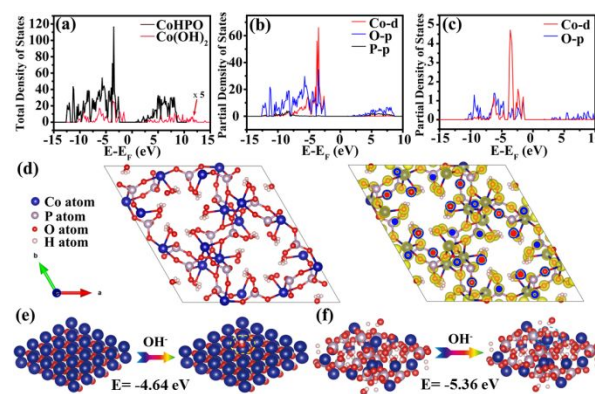 (a)
CoHPO
Co(OH)2
x 5
Total Density of States
120
100
80
60
40
20
0
-15 -10 -5 0 5 10 15
E-EF (eV)
(b)
Co-d
O-p
P-p
Partial Density of States
80
60
40
20
0
-15 -10 -5 0 5 10
E-EF (eV)
(c)
Co-d
O-p
Partial Density of States
5
4
3
2
1
0
-15 -10 -5 0 5 10
E-EF (eV)
(d)
Co atom
P atom
O atom
H atom
b
a
(e)
OH-
E= -4.64 eV
(f)
OH-
E= -5.36 eV